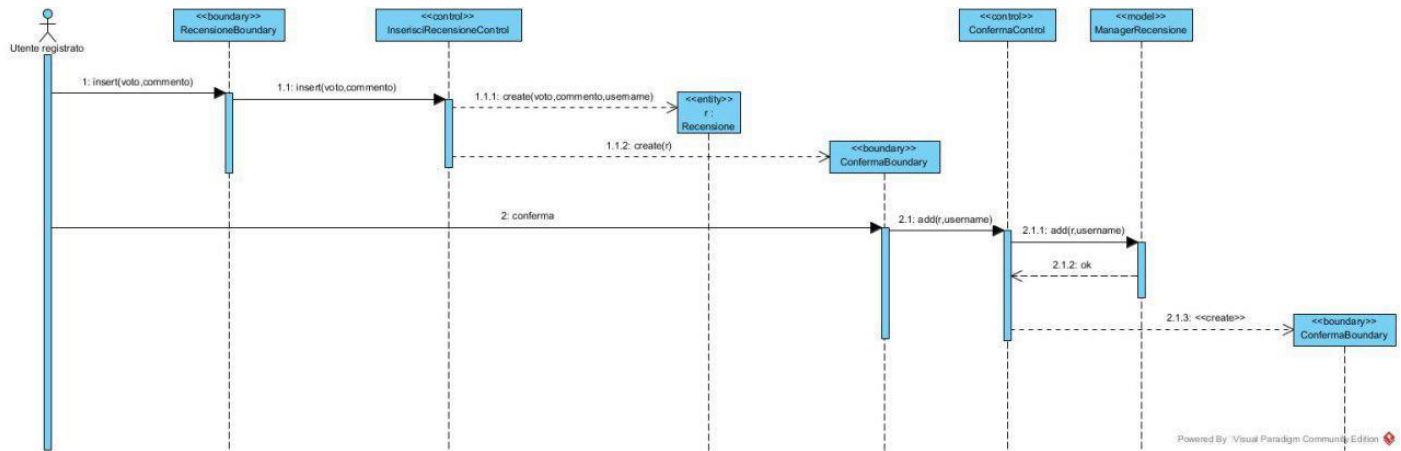 <<boundary>>
RecensioneBoundary
<<control>>
InserisciRecensioneControl
<<control>>
ConfermaControl
<<model>>
ManagerRecensione
Utente registrato
1: insert(voto,commento)
1.1: insert(voto,commento)
1.1.1: create(voto,commento,username)
<<entity>>
r :
Recensione
1.1.2: create(r)
<<boundary>>
ConfermaBoundary
2: conferma
2.1: add(r,username)
2.1.1: add(r,username)
2.1.2: ok
2.1.3: <<create>>
<<boundary>>
ConfermaBoundary
Powered By Visual Paradigm Community Edition